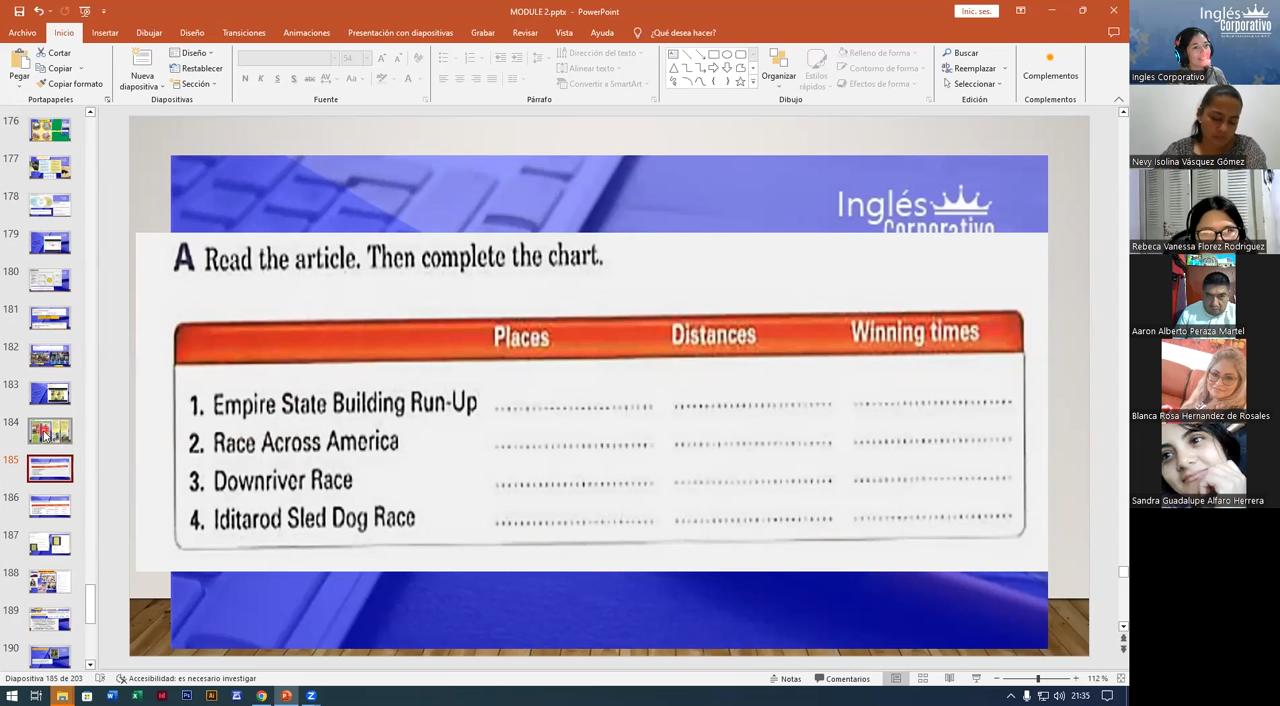 MODULE 2.pptx - PowerPoint
Inic. ses.
Archivo Inicio Insertar Dibujar Diseño Transiciones Animaciones Presentación con diapositivas Grabar Revisar Vista Ayuda ¿Qué desea hacer?
Pegar
Cortar
Copiar
Copiar formato
Portapapeles
Nueva diapositiva
Diseño
Restablecer
Sección
Diapositivas
54
N K S S abc AV Aa A
Fuente
Dirección del texto
Alinear texto
Convertir a SmartArt
Párrafo
Organizar
Estilos rápidos
Relleno de forma
Contorno de forma
Efectos de forma
Dibujo
Buscar
Reemplazar
Seleccionar
Edición
Complementos
Complementos
176
177
178
179
180
181
182
183
184
185
186
187
188
189
190
Inglés
Corporativo
A Read the article. Then complete the chart.
Places Distances Winning times
1. Empire State Building Run-Up
2. Race Across America
3. Downriver Race
4. Iditarod Sled Dog Race
Inglés
Corporativo
Ingles Corporativo
Nevy Isolina Vásquez Gómez
Rebeca Vanessa Florez Rodriguez
Aaron Alberto Peraza Martel
Blanca Rosa Hernandez de Rosales
Sandra Guadalupe Alfaro Herrera
Diapositiva 185 de 203
Accesibilidad: es necesario investigar
Notas
Comentarios
112 %
21:35